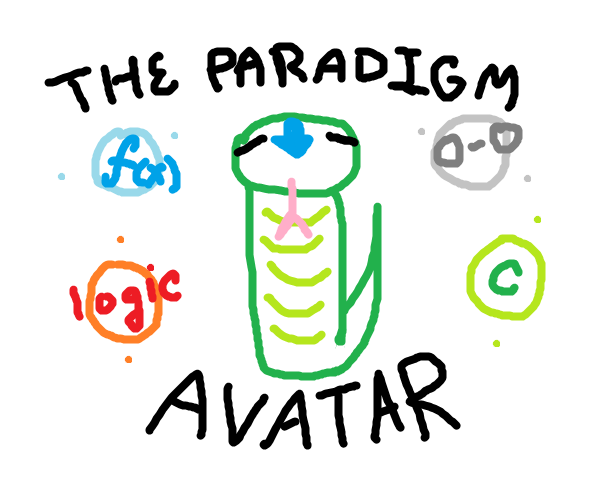 THE PARADIGM
f(x)
O-O
logic
C
AVATAR